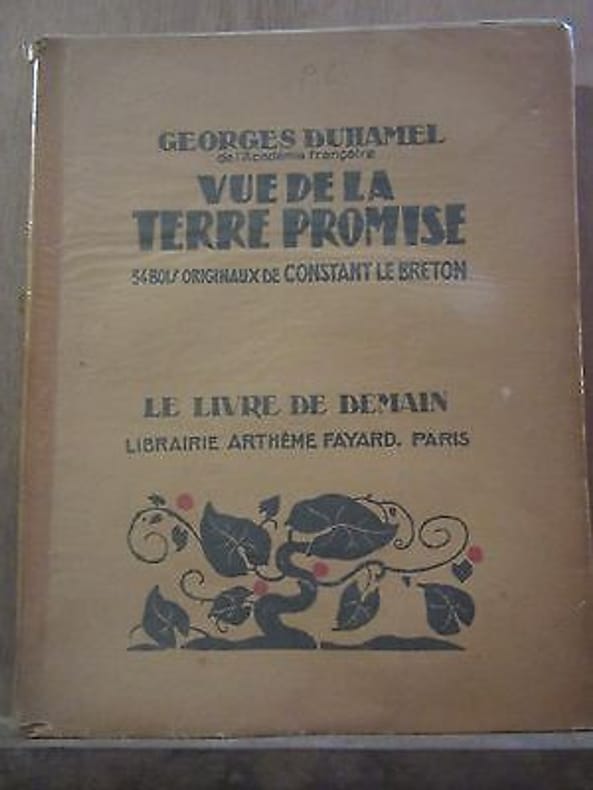 GEORGES DUHAMEL
de l'Académie française
VUE DE LA
TERRE PROMISE
54 BOIS ORIGINAUX DE CONSTANT LE BRETON
LE LIVRE DE DEMAIN
LIBRAIRIE ARTHÈME FAYARD. PARIS